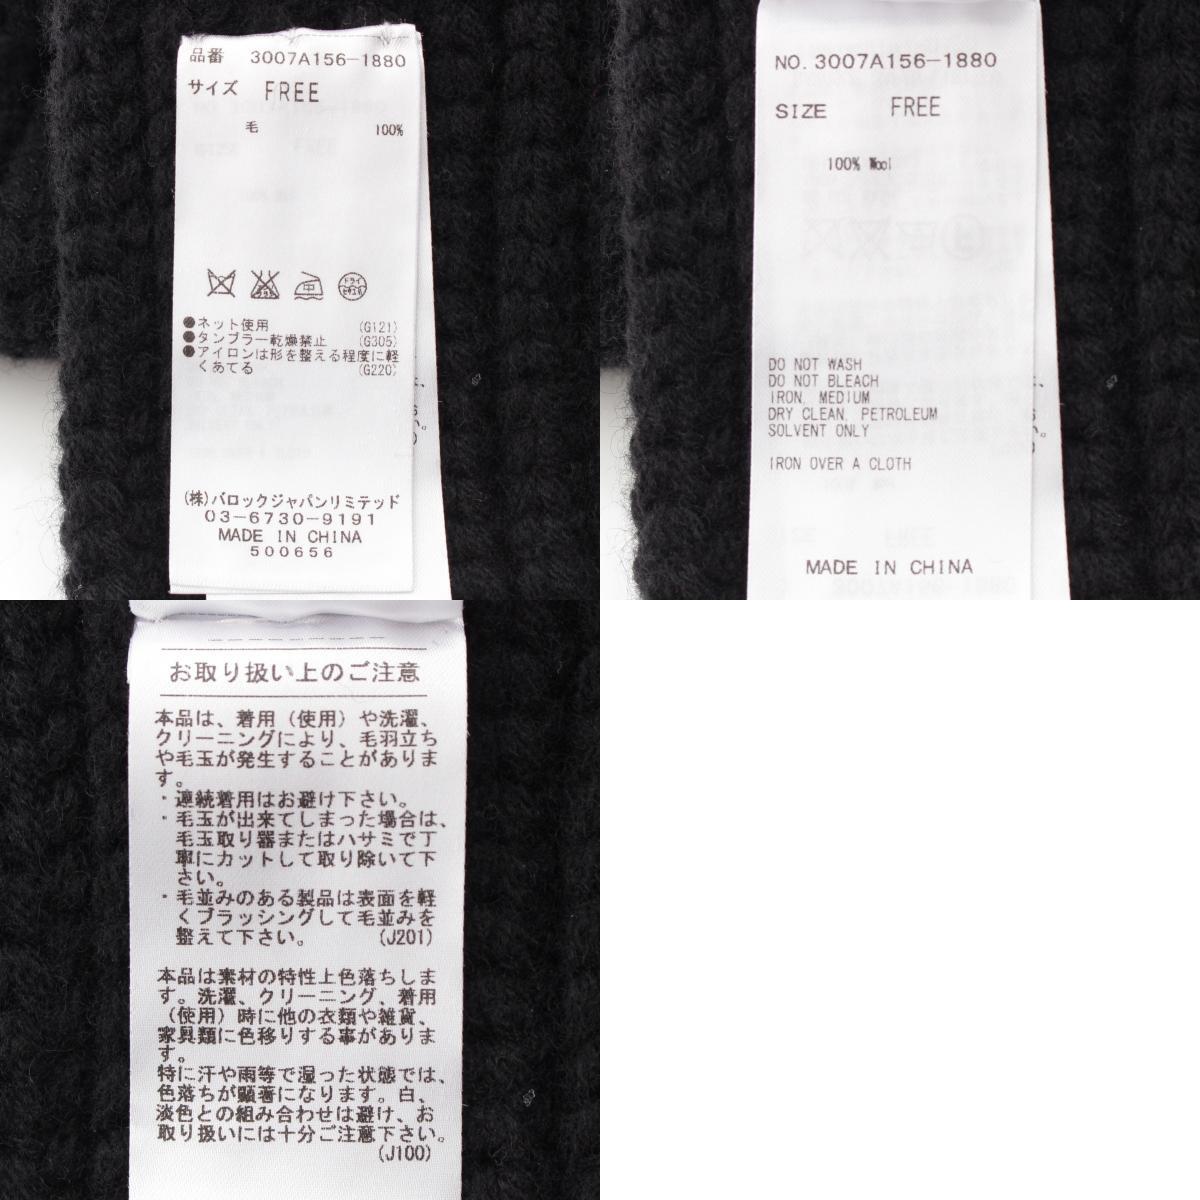 品番 3007A156-1880
サイズ FREE
毛 100%
ドライ
セキユ系
●ネット使用 (G121)
●タンブラー乾燥禁止 (G305)
●アイロンは形を整える程度に軽
くあてる (G220)
(株)バロックジャパンリミテッド
03-6730-9191
MADE IN CHINA
500656
NO. 3007A156-1880
SIZE FREE
100% Wool
DO NOT WASH
DO NOT BLEACH
IRON, MEDIUM
DRY CLEAN, PETROLEUM
SOLVENT ONLY
IRON OVER A CLOTH
MADE IN CHINA
お取り扱い上のご注意
本品は、着用(使用)や洗濯、
クリーニングにより、毛羽立ち
や毛玉が発生することがありま
す。
・連続着用はお避け下さい。
・毛玉が出来てしまった場合は、
毛玉取り器またはハサミで丁
寧にカットして取り除いて下
さい。
・毛並みのある製品は表面を軽
くブラッシングして毛並みを
整えて下さい。 (J201)
本品は素材の特性上色落ちしま
す。洗濯、クリーニング、着用
(使用)時に他の衣類や雑貨、
家具類に色移りする事がありま
す。
特に汗や雨等で湿った状態では、
色落ちが顕著になります。白、
淡色との組み合わせは避け、お
取り扱いには十分ご注意下さい。
(J100)